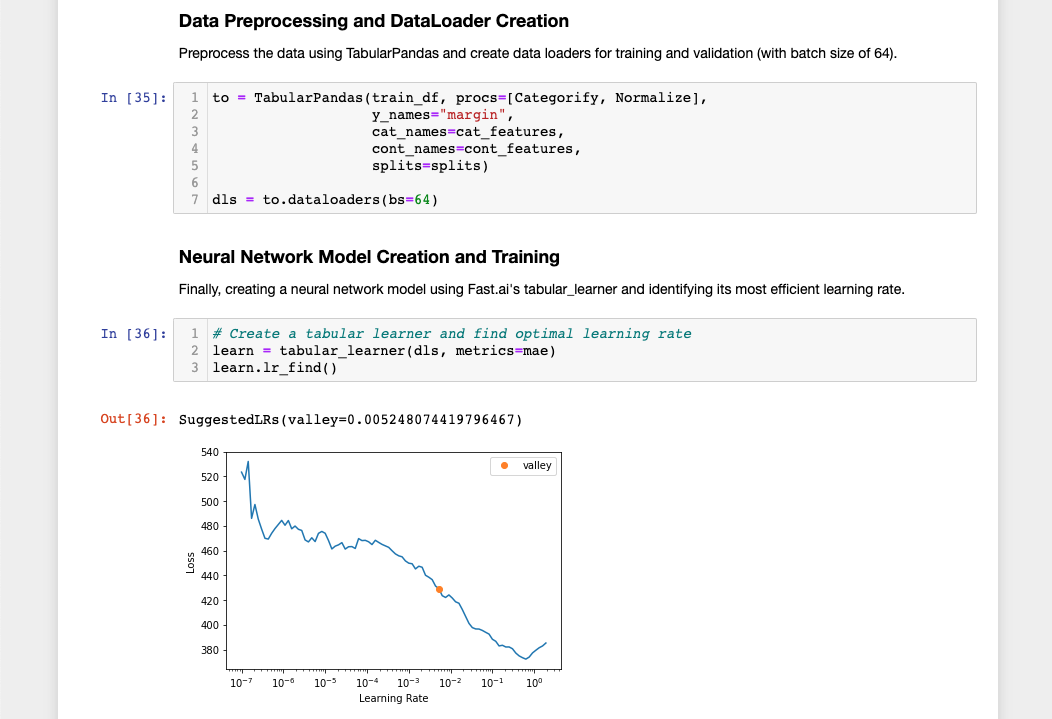 Data Preprocessing and DataLoader Creation
Preprocess the data using TabularPandas and create data loaders for training and validation (with batch size of 64).
In [35]:
1 to = TabularPandas(train_df, procs=[Categorify, Normalize],
2 y_names="margin",
3 cat_names=cat_features,
4 cont_names=cont_features,
5 splits=splits)
6
7 dls = to.dataloaders(bs=64)
Neural Network Model Creation and Training
Finally, creating a neural network model using Fast.ai's tabular_learner and identifying its most efficient learning rate.
In [36]:
1 # Create a tabular learner and find optimal learning rate
2 learn = tabular_learner(dls, metrics=mae)
3 learn.lr_find()
Out[36]: SuggestedLRs(valley=0.005248074419796467)
valley
540
520
500
480
460
440
420
400
380
Loss
10⁻⁷ 10⁻⁶ 10⁻⁵ 10⁻⁴ 10⁻³ 10⁻² 10⁻¹ 10⁰
Learning Rate